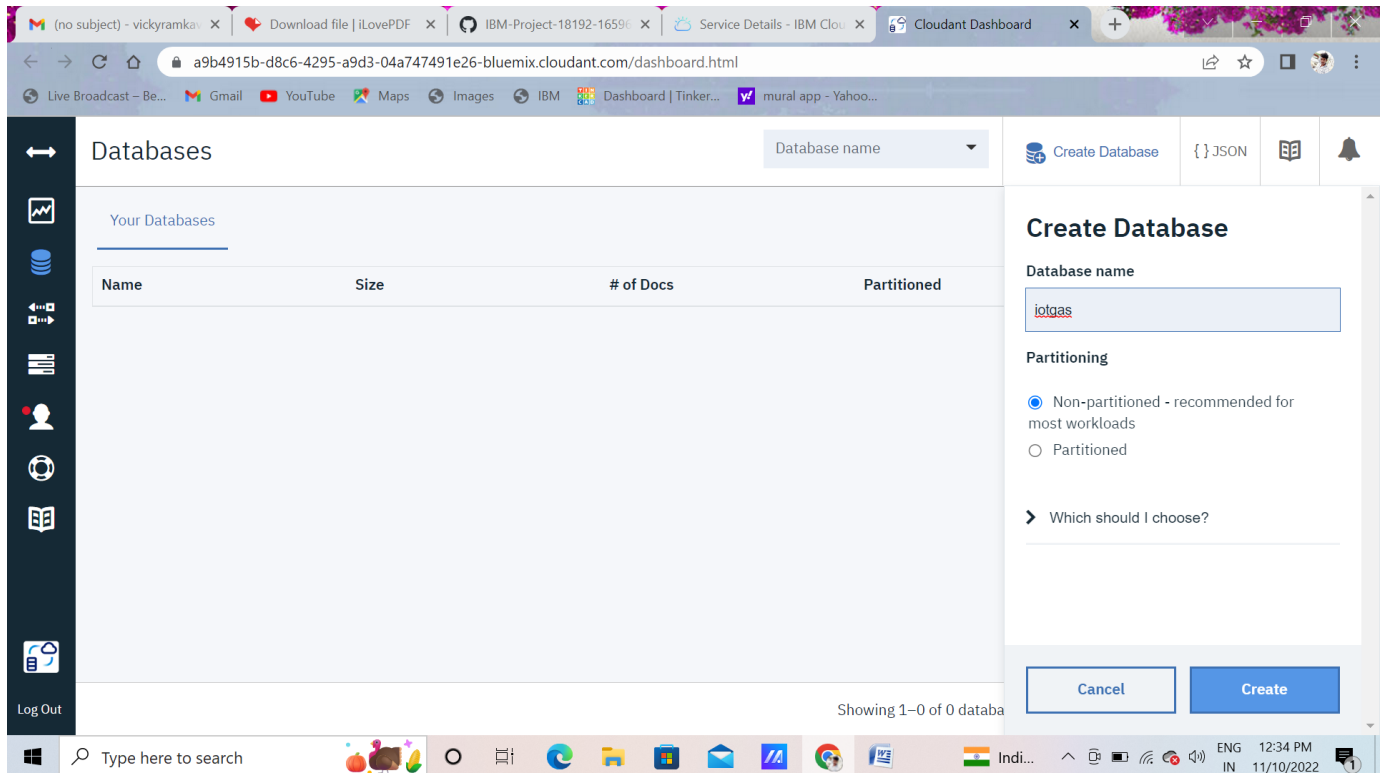 (no subject) - vickyramkav
Download file | iLovePDF
IBM-Project-18192-16596
Service Details - IBM Clou
Cloudant Dashboard
a9b4915b-d8c6-4295-a9d3-04a747491e26-bluemix.cloudant.com/dashboard.html
Live Broadcast – Be... Gmail YouTube Maps Images IBM Dashboard | Tinker... mural app - Yahoo...
Databases
Database name
Create Database
{ } JSON
Your Databases
Name Size # of Docs Partitioned
Create Database
Database name
iotgas
Partitioning
Non-partitioned - recommended for
most workloads
Partitioned
Which should I choose?
Cancel
Create
Log Out
Showing 1–0 of 0 databa
Type here to search
Indi...
ENG
IN
12:34 PM
11/10/2022
1